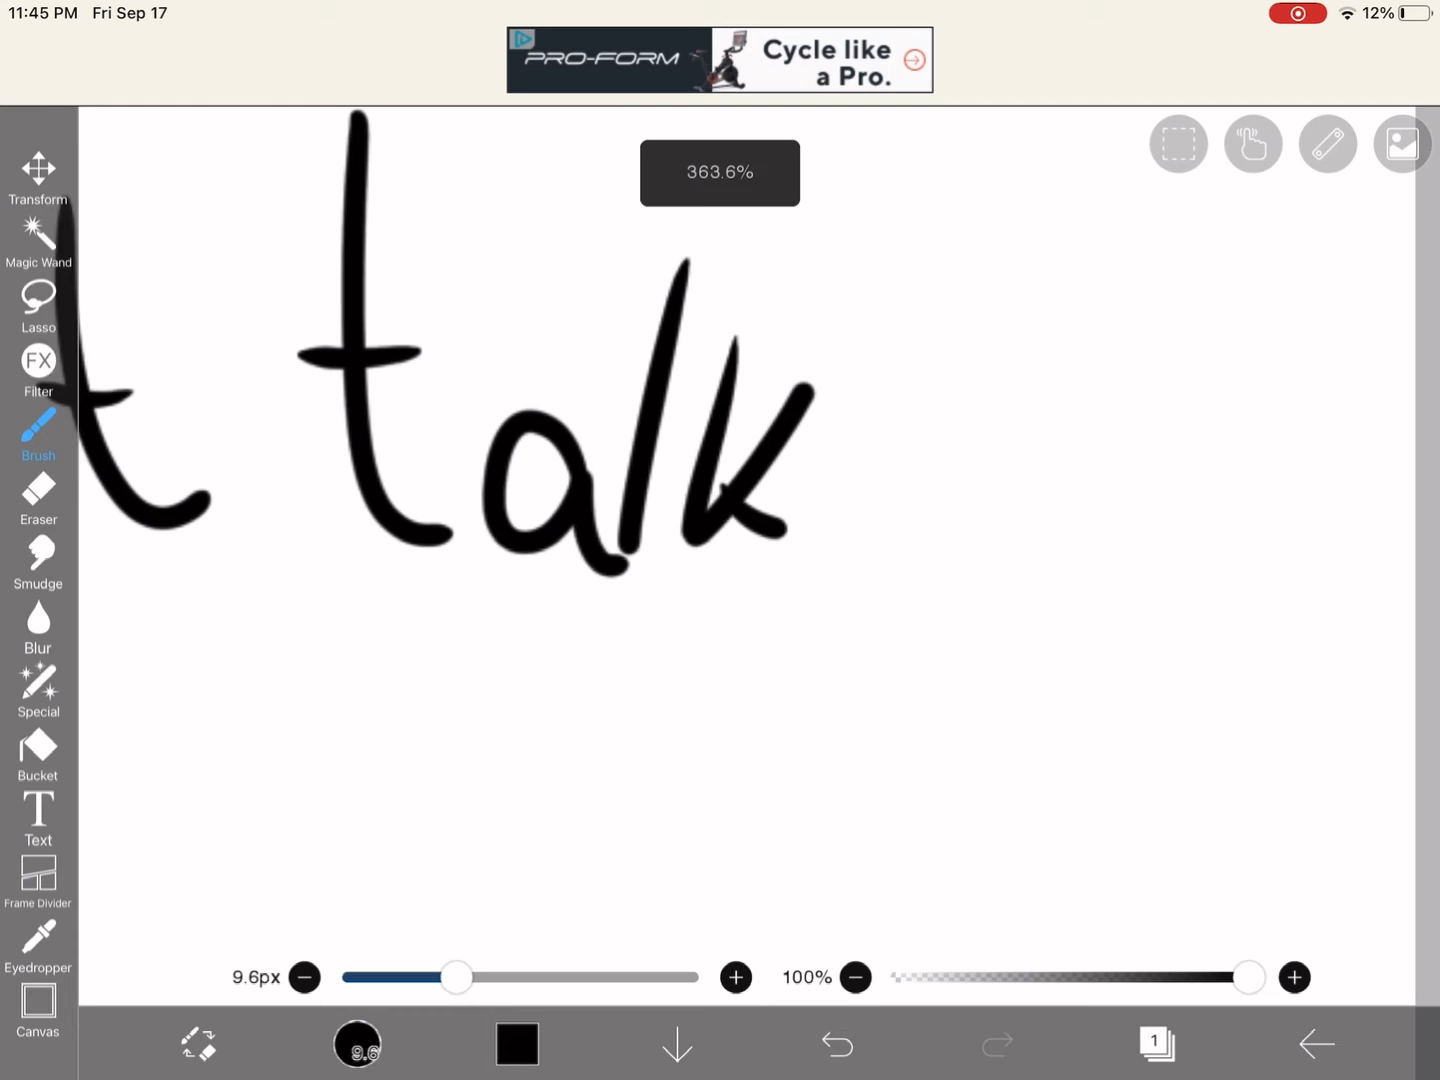 11:45 PM Fri Sep 17 12%
PRO-FORM Cycle like
a Pro.
363.6%
t talk
Transform
Magic Wand
Lasso
FX
Filter
Brush
Eraser
Smudge
Blur
Special
Bucket
T
Text
Frame Divider
Eyedropper
Canvas
9.6px 100%
9.6 1